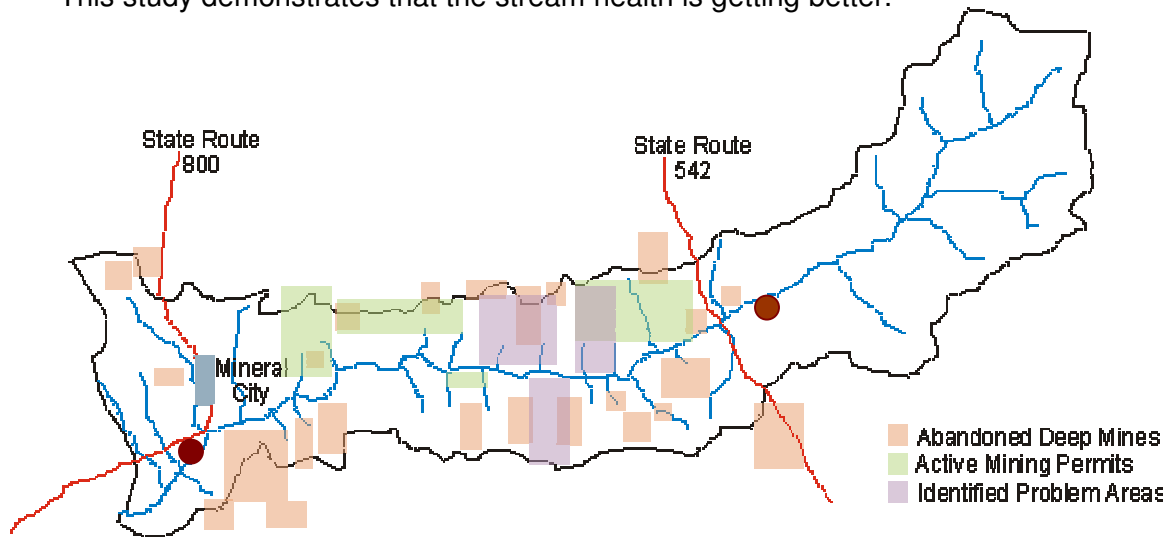 This study demonstrates that the stream health is getting better.
State Route
800
State Route
542
Mineral
City
Abandoned Deep Mines
Active Mining Permits
Identified Problem Areas